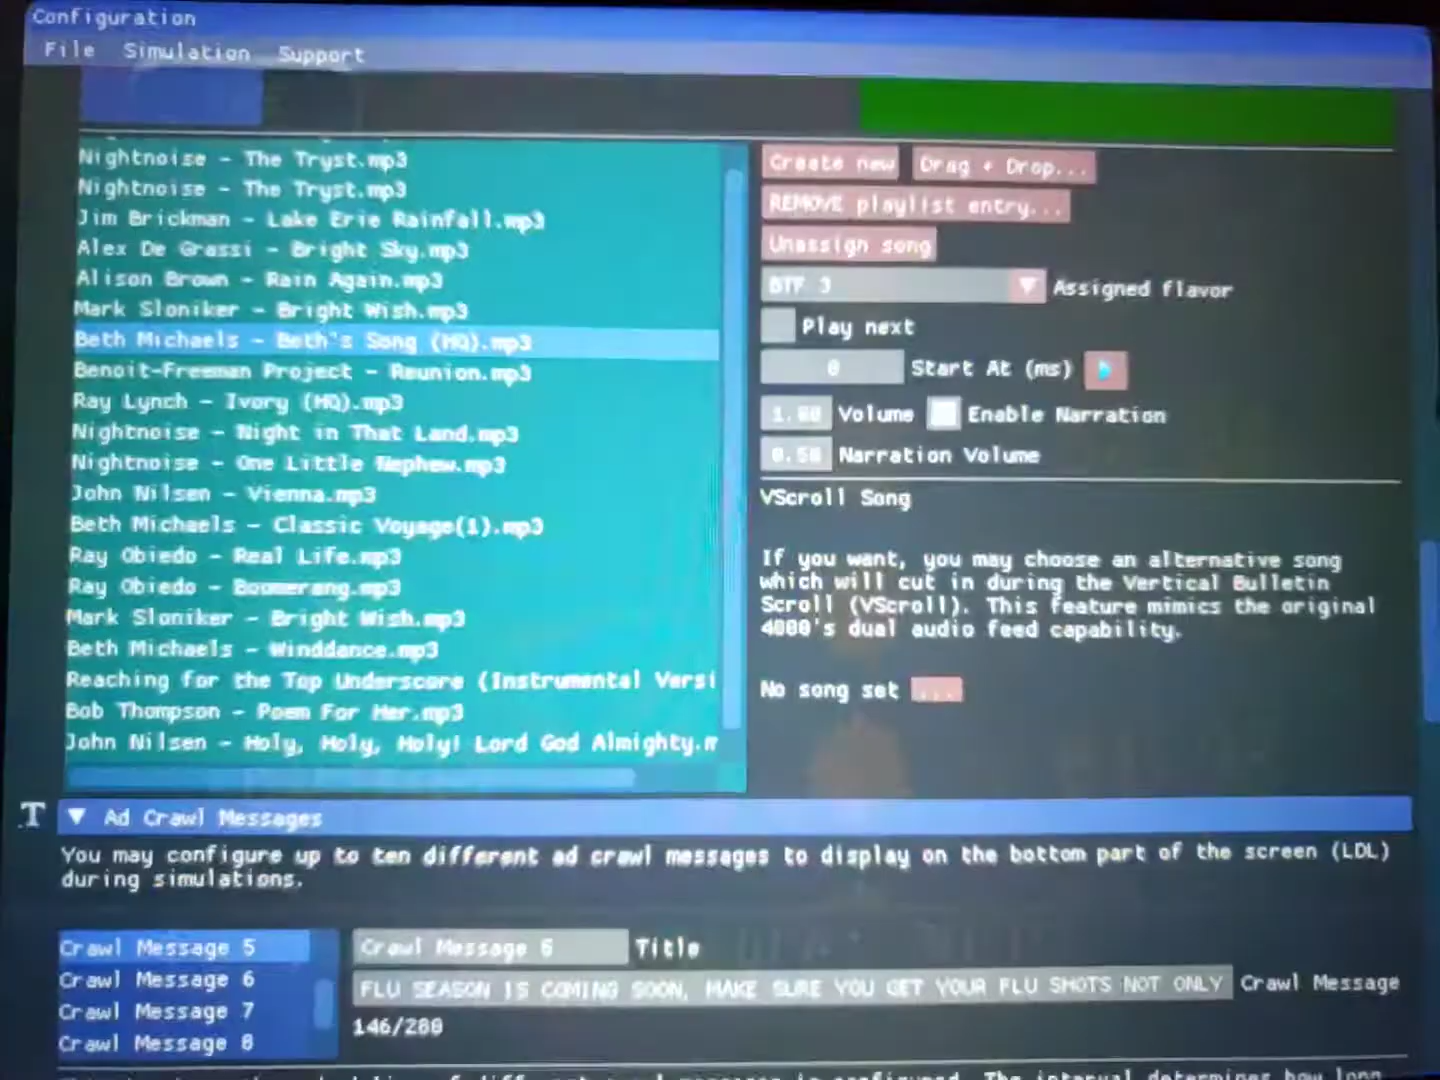 Configuration
File Simulation Support
Nightnoise - The Tryst.mp3
Nightnoise - The Tryst.mp3
Jim Brickman - Lake Erie Rainfall.mp3
Alex De Grassi - Bright Sky.mp3
Alison Brown - Rain Again.mp3
Mark Sloniker - Bright Wish.mp3
Beth Michaels - Beth's Song (HQ).mp3
Benoit-Freeman Project - Reunion.mp3
Ray Lynch - Ivory (HQ).mp3
Nightnoise - Night in That Land.mp3
Nightnoise - One Little Nephew.mp3
John Nilsen - Vienna.mp3
Beth Michaels - Classic Voyage(1).mp3
Ray Obiedo - Real Life.mp3
Ray Obiedo - Boomerang.mp3
Mark Sloniker - Bright Wish.mp3
Beth Michaels - Winddance.mp3
Reaching for the Top Underscore (Instrumental Versi
Bob Thompson - Poem For Her.mp3
John Nilsen - Holy, Holy, Holy! Lord God Almighty.m
Create new Drag + Drop...
REMOVE playlist entry...
Unassign song
BTF 3 Assigned flavor
Play next
0 Start At (ms)
1.00 Volume Enable Narration
0.50 Narration Volume
VScroll Song
If you want, you may choose an alternative song
which will cut in during the Vertical Bulletin
Scroll (VScroll). This feature mimics the original
4000's dual audio feed capability.
No song set ...
T ▼ Ad Crawl Messages
You may configure up to ten different ad crawl messages to display on the bottom part of the screen (LDL)
during simulations.
Crawl Message 5
Crawl Message 6
Crawl Message 7
Crawl Message 8
Crawl Message 6 Title
FLU SEASON IS COMING SOON, MAKE SURE YOU GET YOUR FLU SHOTS NOT ONLY Crawl Message
146/280
The interval determines how long